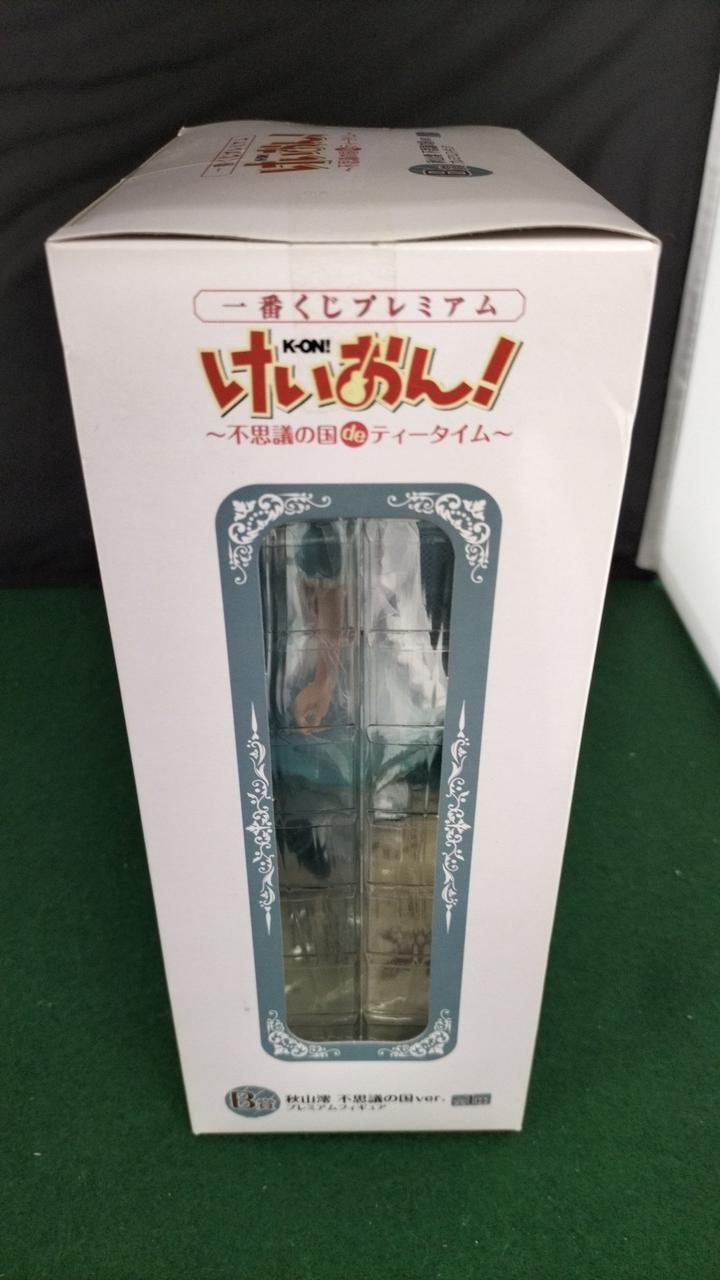 一番くじプレミアム
K-ON!
けいおん!
～不思議の国deティータイム～
B賞 秋山澪 不思議の国ver.
プレミアムフィギュア